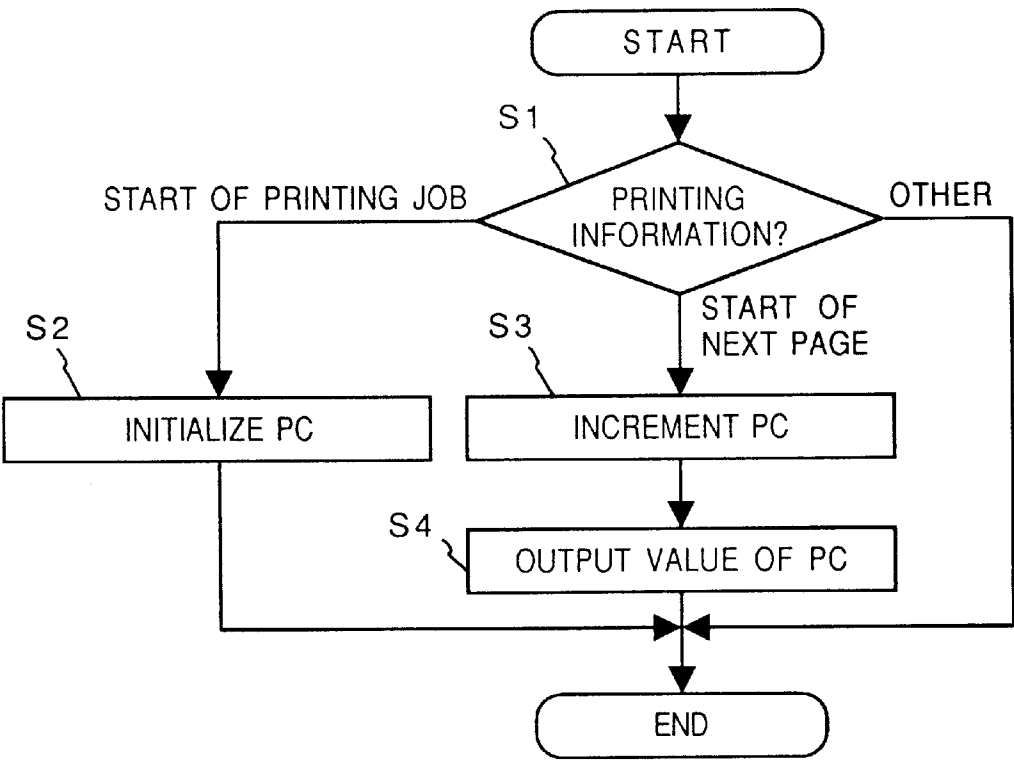 START
S1
START OF PRINTING JOB
PRINTING
INFORMATION?
OTHER
START OF
NEXT PAGE
S2
S3
INITIALIZE PC
INCREMENT PC
S4
OUTPUT VALUE OF PC
END